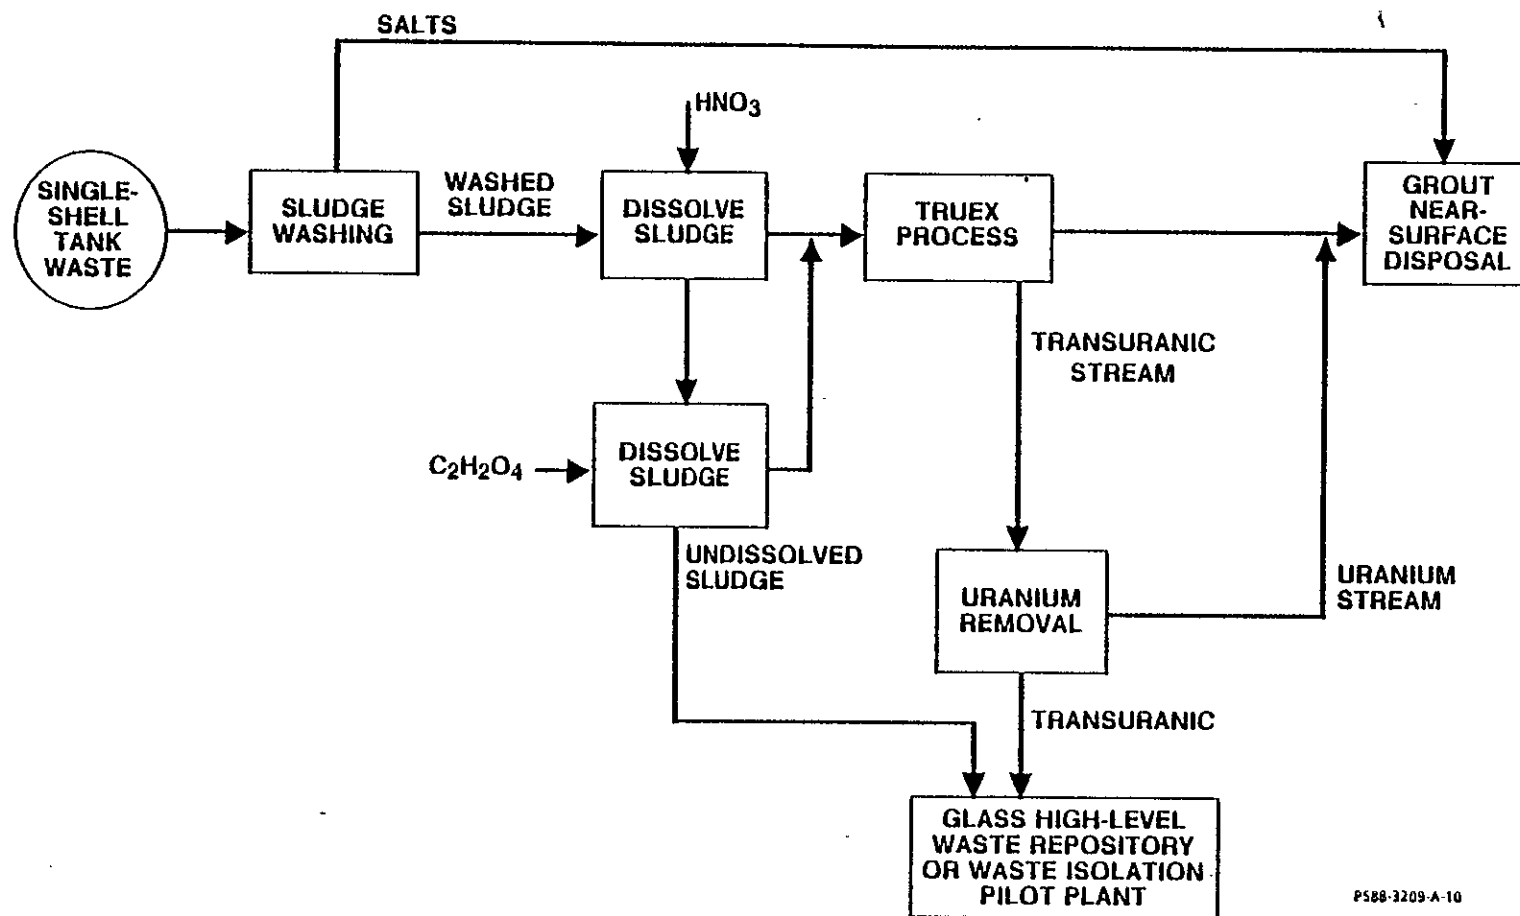 SALTS
HNO3
SINGLE-
SHELL
TANK
WASTE
SLUDGE
WASHING
WASHED
SLUDGE
DISSOLVE
SLUDGE
TRUEX
PROCESS
GROUT
NEAR-
SURFACE
DISPOSAL
TRANSURANIC
STREAM
C2H2O4
DISSOLVE
SLUDGE
UNDISSOLVED
SLUDGE
URANIUM
REMOVAL
URANIUM
STREAM
TRANSURANIC
GLASS HIGH-LEVEL
WASTE REPOSITORY
OR WASTE ISOLATION
PILOT PLANT
PS88-3209-A-10